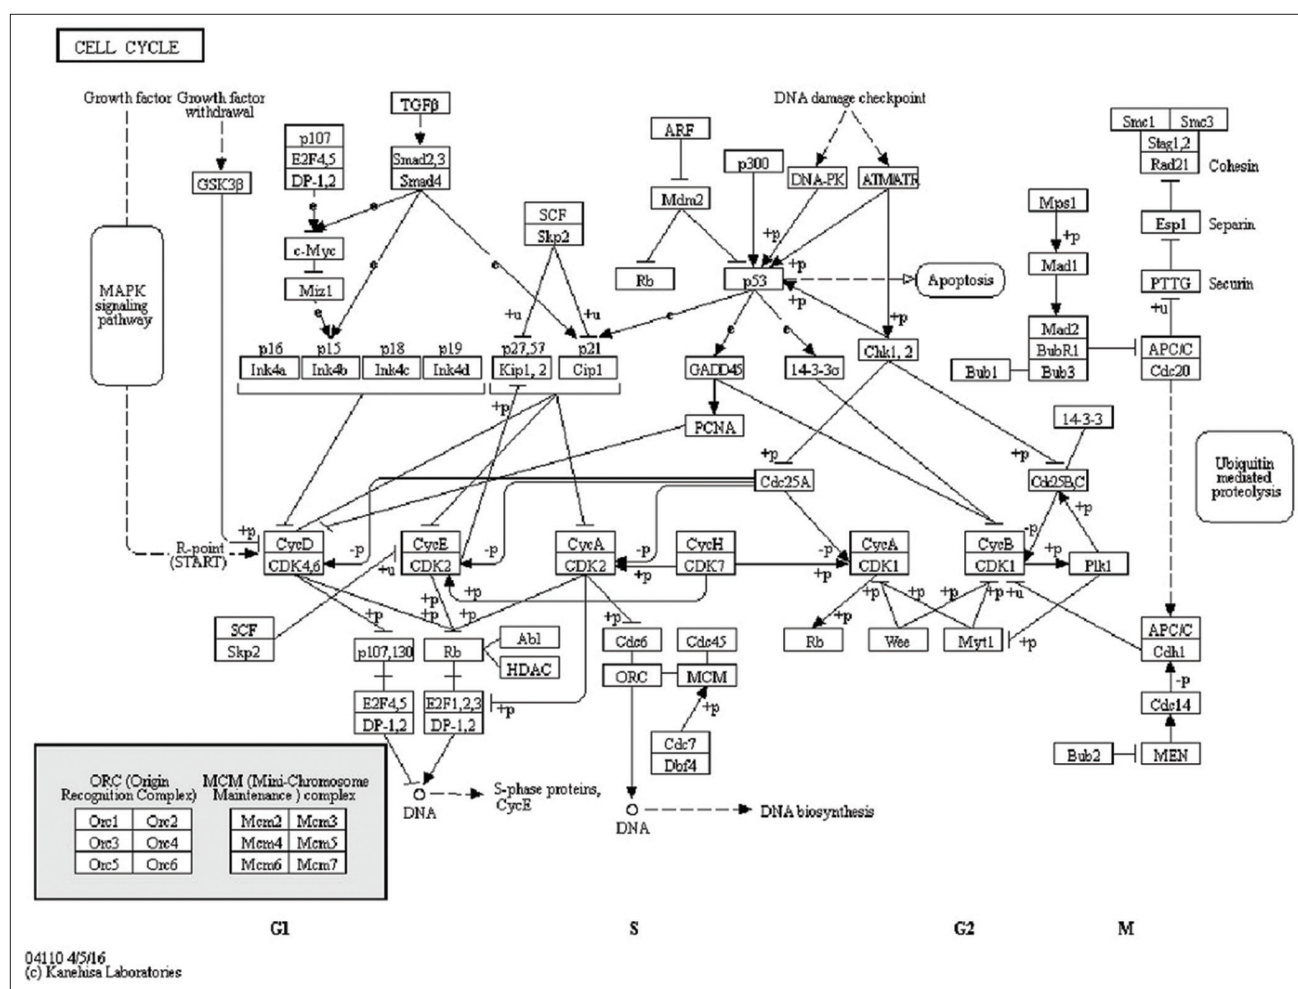 CELL CYCLE
Growth factor
Growth factor
withdrawal
TGFβ
DNA damage checkpoint
Smc1
Smc3
Stag1,2
Rad21
Cohesin
p107
E2F4,5
DP-1,2
Smad2,3
Smad4
ARF
p300
DNA-PK
ATM/ATR
GSK3β
Mdm2
Mps1
SCF
Skp2
e
e
+p
Esp1
Separin
c-Myc
Rb
p53
+p
+p
Mad1
Apoptosis
MAPK
signaling
pathway
Miz1
e
e
e
+p
PTTG
Securin
e
+u
+u
e
e
e
+p
+u
Mad2
BubR1
Bub3
Bub1
APC/C
Cdc20
p16
Ink4a
p15
Ink4b
p18
Ink4c
p19
Ink4d
p27,57
Kip1, 2
p21
Cip1
GADD45
14-3-3σ
Chk1, 2
+p
PCNA
14-3-3
+p
+p
Cdc25A
Cdc25B,C
Ubiquitin
mediated
proteolysis
R-point
(START)
+p
CycD
CDK4,6
-p
CycE
CDK2
-p
CycA
CDK2
-p
CycH
CDK7
-p
CycA
CDK1
-p
CycB
CDK1
+p
Plk1
+u
+p
+p
+p
+p
+p
+p
+p
+p
+p
+p
+p
+u
+p
SCF
Skp2
p107,130
Rb
Abl
HDAC
Cdc6
Cdc45
ORC
MCM
Rb
Wee
Myt1
APC/C
Cdh1
-p
E2F4,5
DP-1,2
E2F1,2,3
DP-1,2
+p
+p
Cdc14
Cdc7
Dbf4
Bub2
MEN
DNA
S-phase proteins,
CycE
DNA
DNA biosynthesis
ORC (Origin
Recognition Complex)
MCM (Mini-Chromosome
Maintenance ) complex
Orc1 Orc2
Orc3 Orc4
Orc5 Orc6
Mcm2 Mcm3
Mcm4 Mcm5
Mcm6 Mcm7
G1
S
G2
M
04110 4/5/16
(c) Kanehisa Laboratories